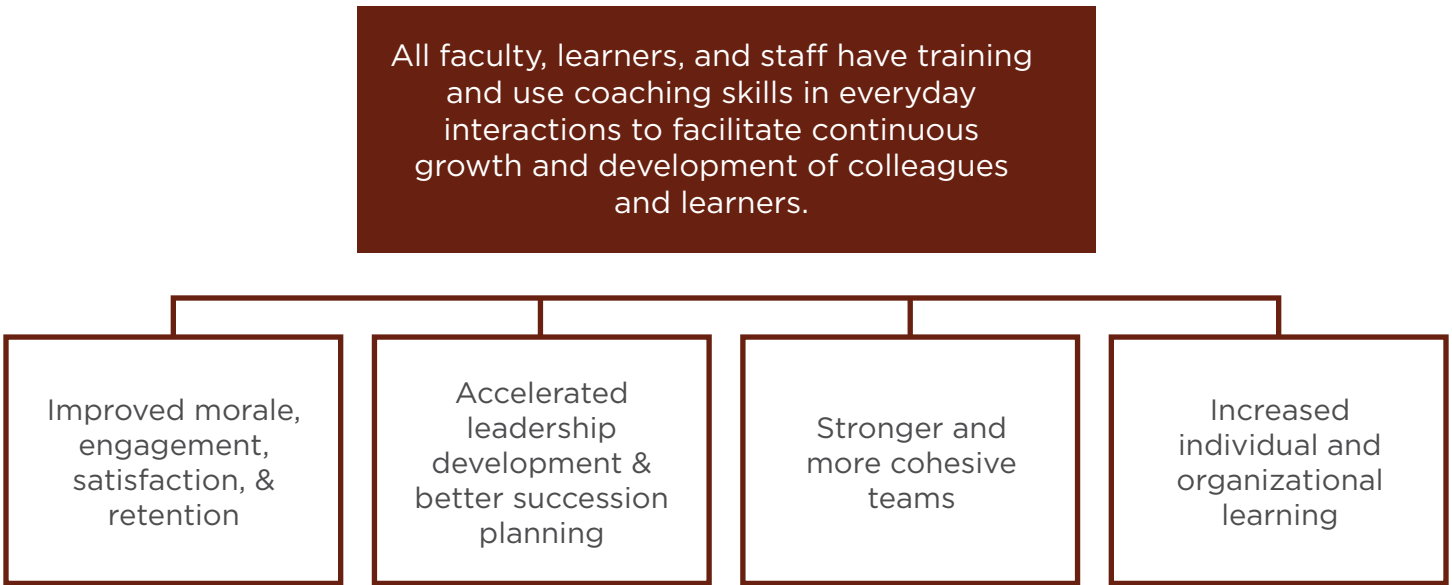 All faculty, learners, and staff have training
and use coaching skills in everyday
interactions to facilitate continuous
growth and development of colleagues
and learners.
Improved morale,
engagement,
satisfaction, &
retention
Accelerated
leadership
development &
better succession
planning
Stronger and
more cohesive
teams
Increased
individual and
organizational
learning